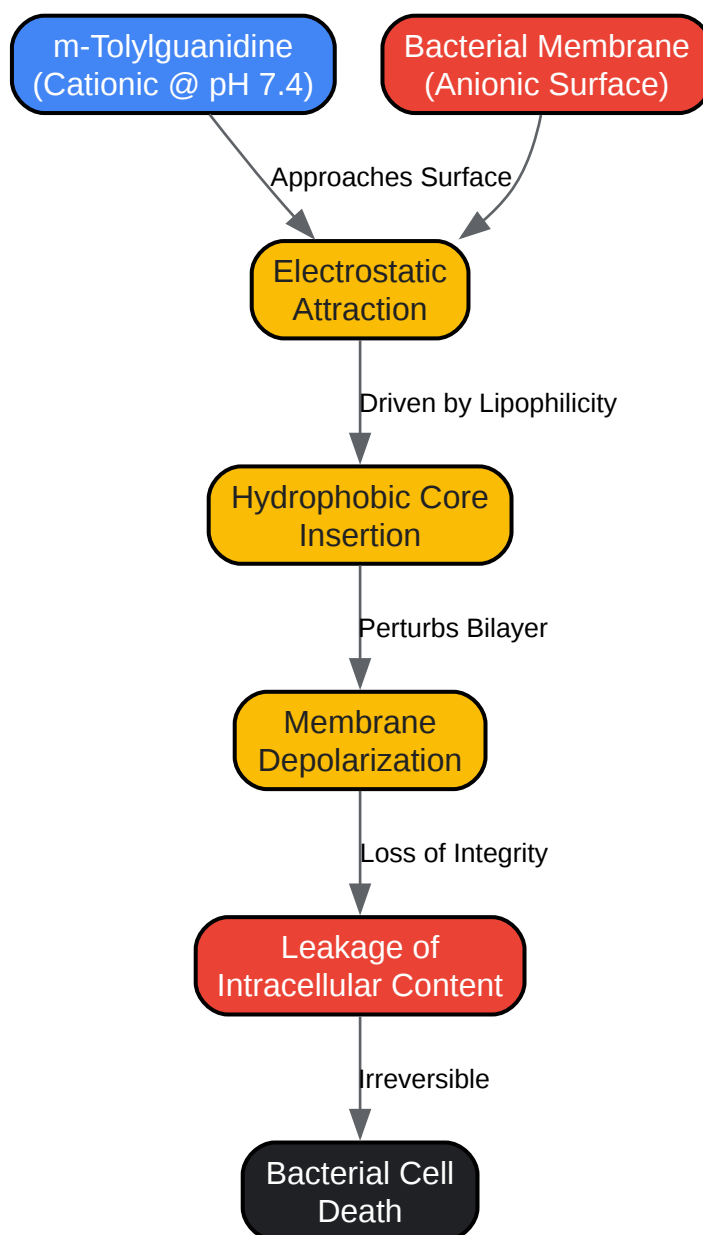 m-Tolylguanidine
(Cationic @ pH 7.4)
Bacterial Membrane
(Anionic Surface)
Approaches Surface
Electrostatic
Attraction
Driven by Lipophilicity
Hydrophobic Core
Insertion
Perturbs Bilayer
Membrane
Depolarization
Loss of Integrity
Leakage of
Intracellular Content
Irreversible
Bacterial Cell
Death